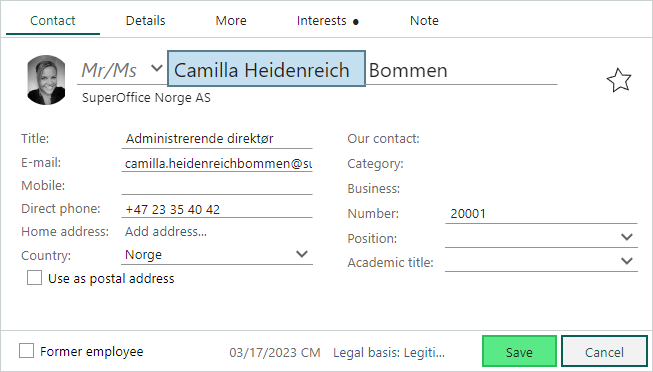 Contact Details More Interests ● Note
Mr/Ms Camilla Heidenreich Bommen
SuperOffice Norge AS
Title: Administrerende direktør
E-mail: camilla.heidenreichbommen@su
Mobile:
Direct phone: +47 23 35 40 42
Home address: Add address...
Country: Norge
Use as postal address
Our contact:
Category:
Business:
Number: 20001
Position:
Academic title:
Former employee 03/17/2023 CM Legal basis: Legiti... Save Cancel